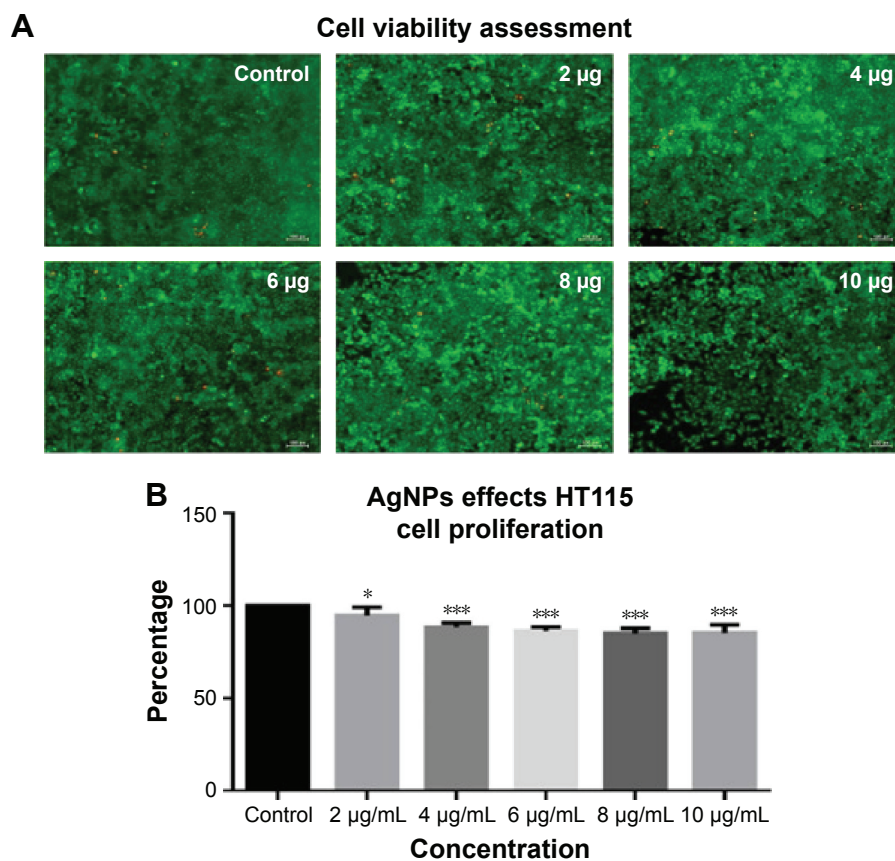 A
Cell viability assessment
Control
2 µg
4 µg
6 µg
8 µg
10 µg
B
AgNPs effects HT115
cell proliferation
Percentage
150
100
50
0
*
***
***
***
***
Control
2 µg/mL
4 µg/mL
6 µg/mL
8 µg/mL
10 µg/mL
Concentration